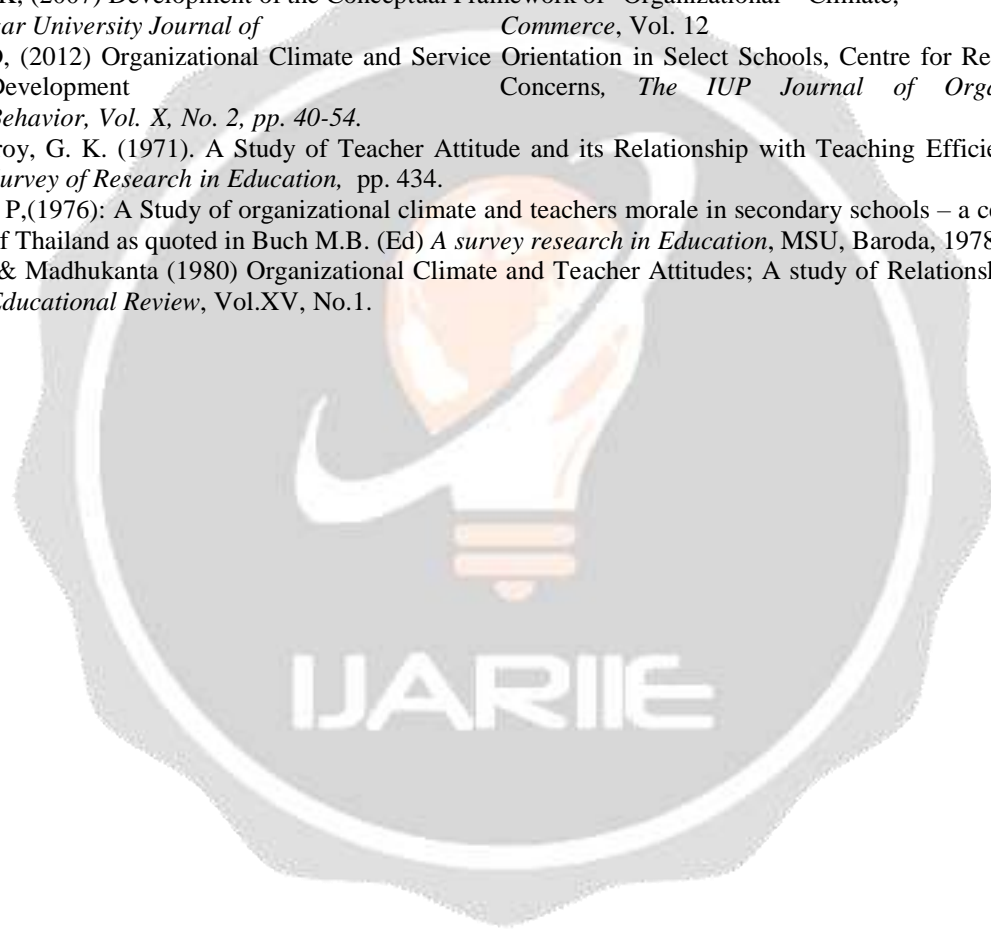 (2007) Development of the Conceptual Framework of Organizational Climate,
ar University Journal of Commerce, Vol. 12
(2012) Organizational Climate and Service Orientation in Select Schools, Centre for Re
Development Concerns, The IUP Journal of Orga
Behavior, Vol. X, No. 2, pp. 40-54.
roy, G. K. (1971). A Study of Teacher Attitude and its Relationship with Teaching Efficie
urvey of Research in Education, pp. 434.
P,(1976): A Study of organizational climate and teachers morale in secondary schools – a c
f Thailand as quoted in Buch M.B. (Ed) A survey research in Education, MSU, Baroda, 1978
& Madhukanta (1980) Organizational Climate and Teacher Attitudes; A study of Relationsh
Educational Review, Vol.XV, No.1.
IJARIIE